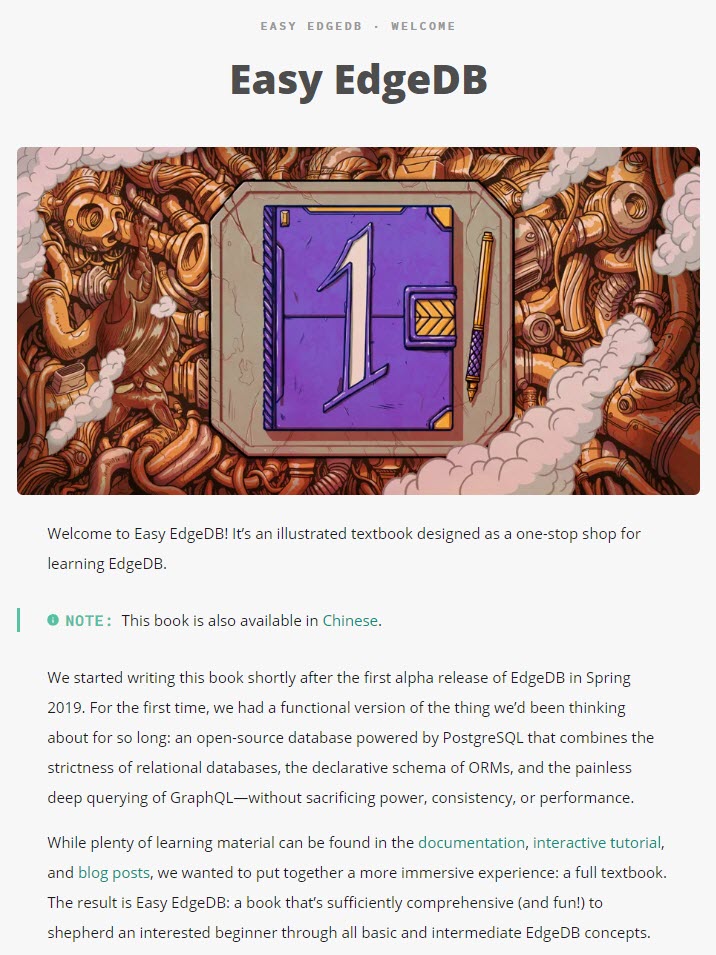 EASY EDGEDB · WELCOME
Easy EdgeDB
1
Welcome to Easy EdgeDB! It’s an illustrated textbook designed as a one-stop shop for
learning EdgeDB.
NOTE: This book is also available in Chinese.
We started writing this book shortly after the first alpha release of EdgeDB in Spring
2019. For the first time, we had a functional version of the thing we’d been thinking
about for so long: an open-source database powered by PostgreSQL that combines the
strictness of relational databases, the declarative schema of ORMs, and the painless
deep querying of GraphQL—without sacrificing power, consistency, or performance.
While plenty of learning material can be found in the documentation, interactive tutorial,
and blog posts, we wanted to put together a more immersive experience: a full textbook.
The result is Easy EdgeDB: a book that’s sufficiently comprehensive (and fun!) to
shepherd an interested beginner through all basic and intermediate EdgeDB concepts.